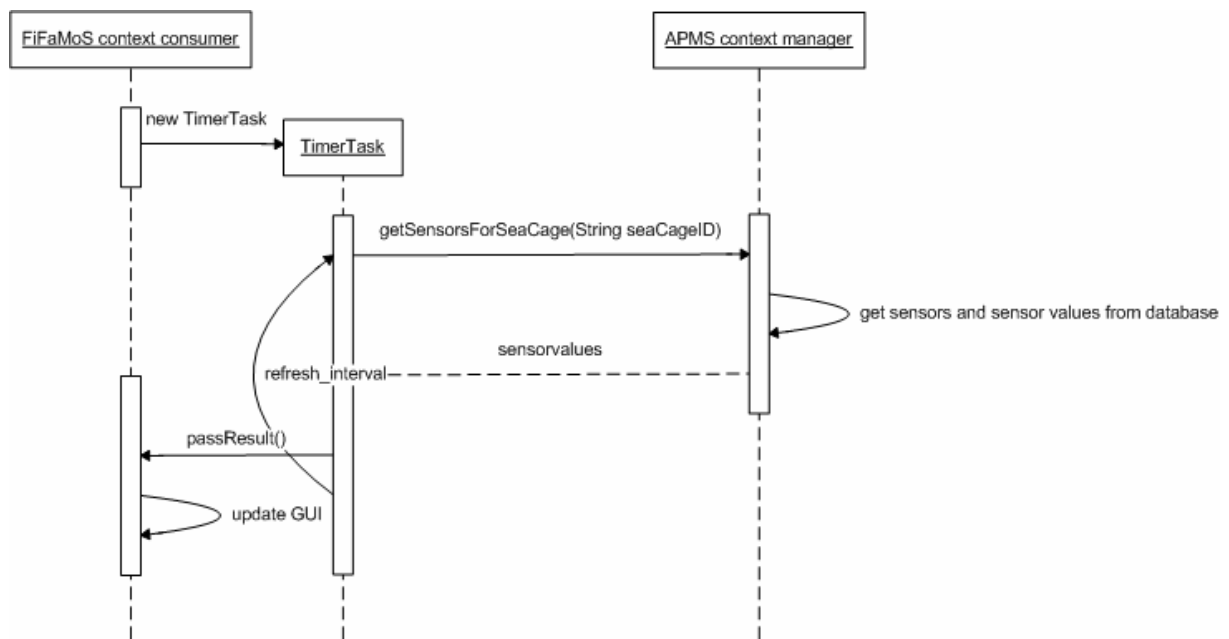 FiFaMoS context consumer
APMS context manager
new TimerTask
TimerTask
getSensorsForSeaCage(String seaCageID)
get sensors and sensor values from database
sensorvalues
refresh_interval
passResult()
update GUI